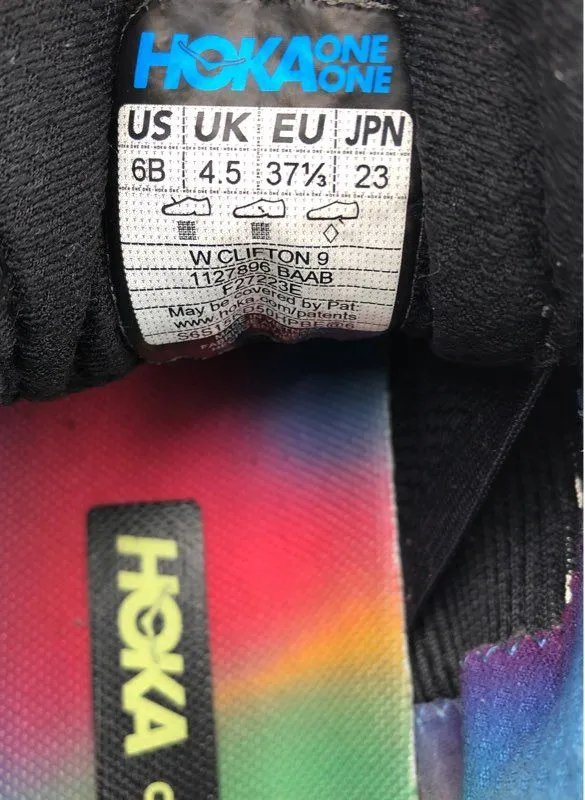 HOKA ONE ONE
US UK EU JPN
6B 4.5 37⅓ 23
W CLIFTON 9
1127896 BAAB
F27223E
May be covered by Pat:
www.hoka.com/patents
HOKA